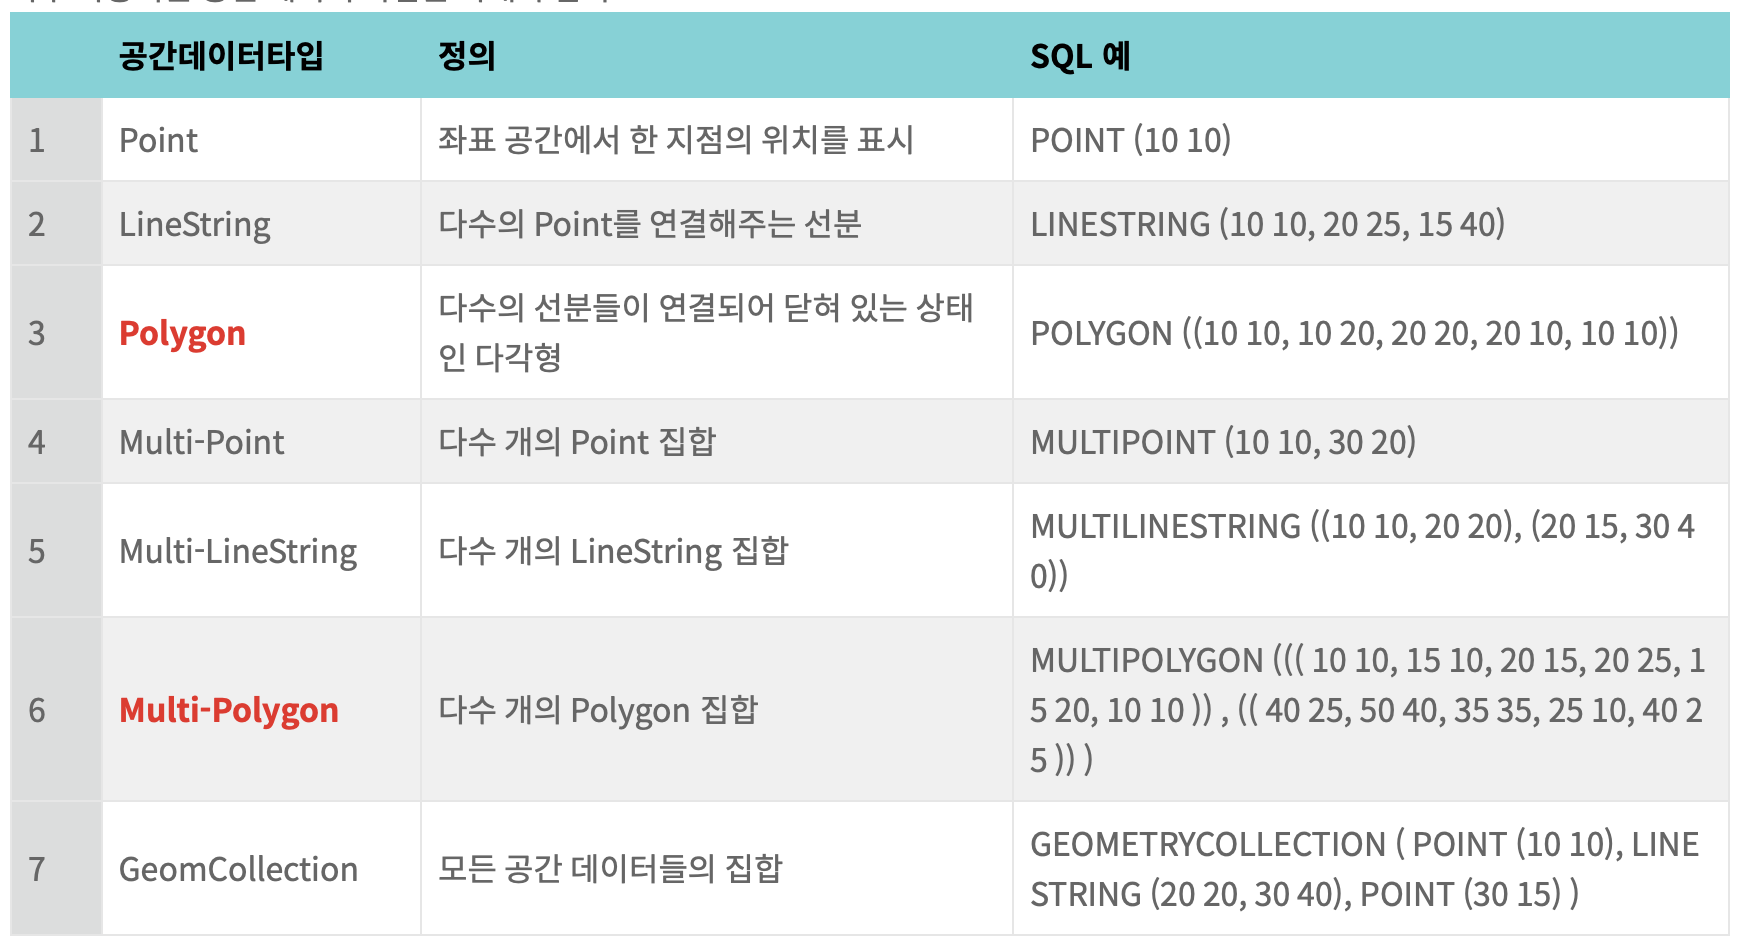 공간데이터타입 정의 SQL 예
1 Point 좌표 공간에서 한 지점의 위치를 표시 POINT (10 10)
2 LineString 다수의 Point를 연결해주는 선분 LINESTRING (10 10, 20 25, 15 40)
3 Polygon 다수의 선분들이 연결되어 닫혀 있는 상태
인 다각형 POLYGON ((10 10, 10 20, 20 20, 20 10, 10 10))
4 Multi-Point 다수 개의 Point 집합 MULTIPOINT (10 10, 30 20)
5 Multi-LineString 다수 개의 LineString 집합 MULTILINESTRING ((10 10, 20 20), (20 15, 30 4
0))
6 Multi-Polygon 다수 개의 Polygon 집합 MULTIPOLYGON ((( 10 10, 15 10, 20 15, 20 25, 1
5 20, 10 10 )) , (( 40 25, 50 40, 35 35, 25 10, 40 2
5 )) )
7 GeomCollection 모든 공간 데이터들의 집합 GEOMETRYCOLLECTION ( POINT (10 10), LINE
STRING (20 20, 30 40), POINT (30 15) )